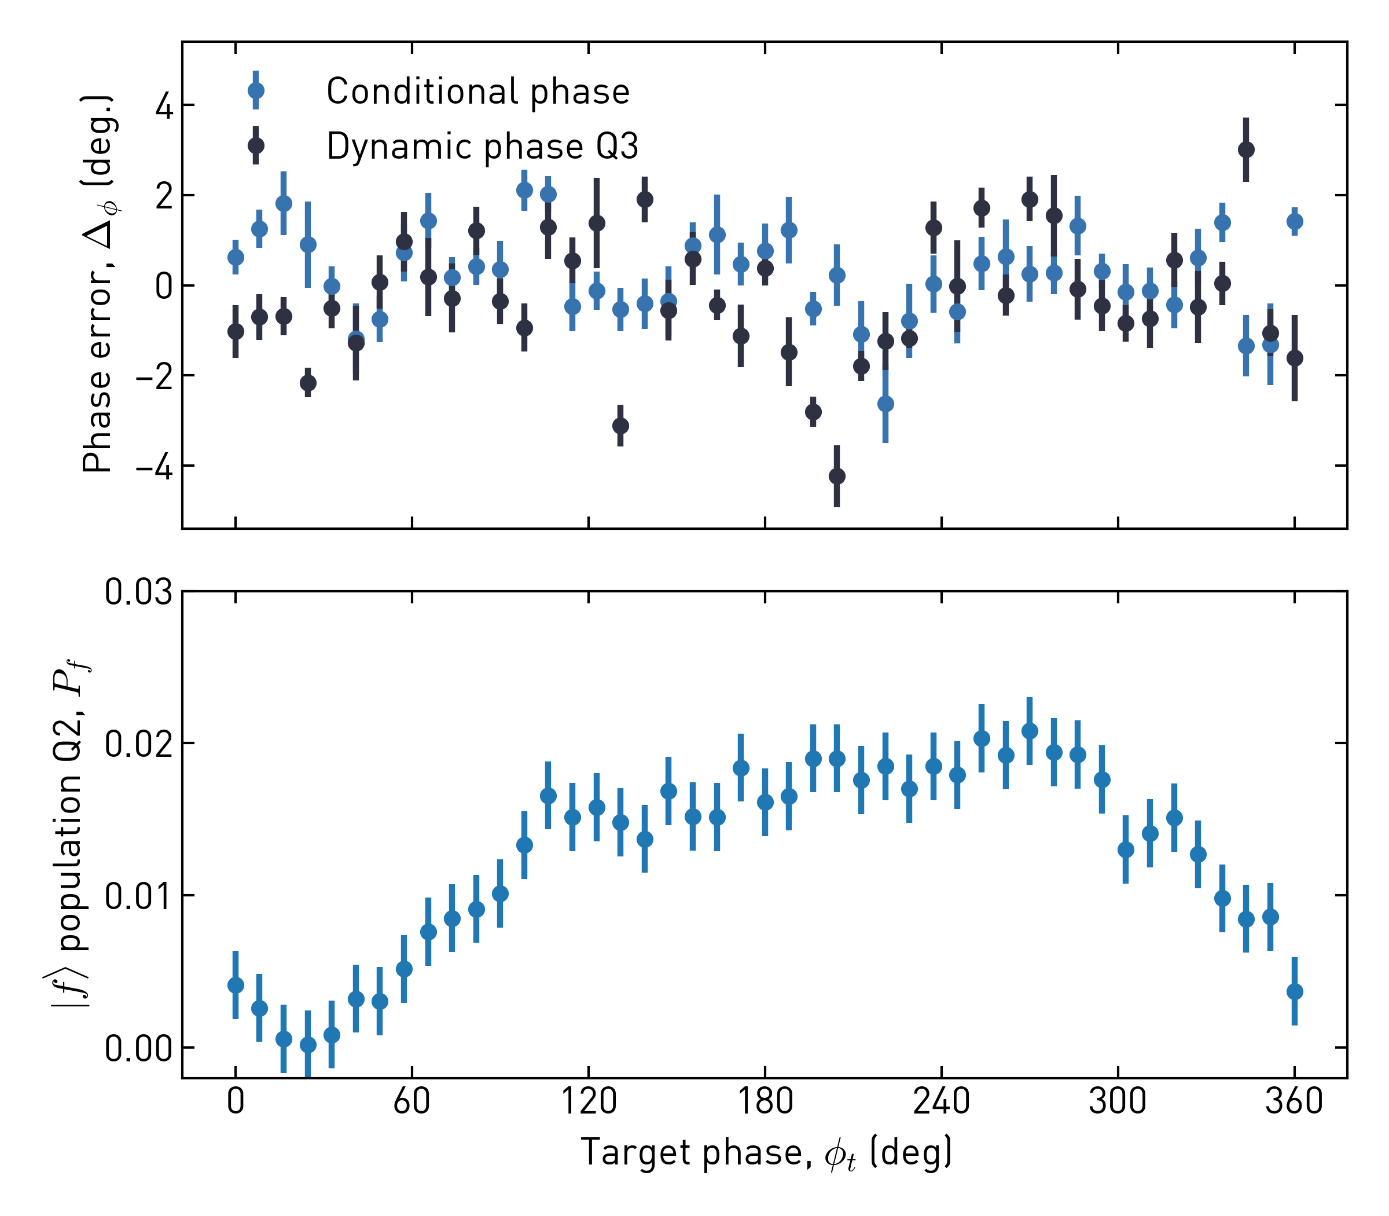 Conditional phase
Dynamic phase Q3
Phase error, Δ_ϕ (deg.)
4
2
0
−2
−4
|f⟩ population Q2, P_f
0.03
0.02
0.01
0.00
0 60 120 180 240 300 360
Target phase, ϕ_t (deg)